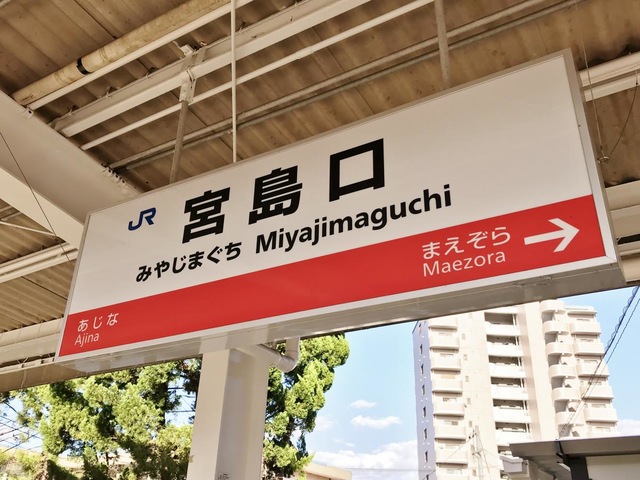 JR 宮島口
みやじまぐち Miyajimaguchi
まえぞら
Maezora
あじな
Ajina